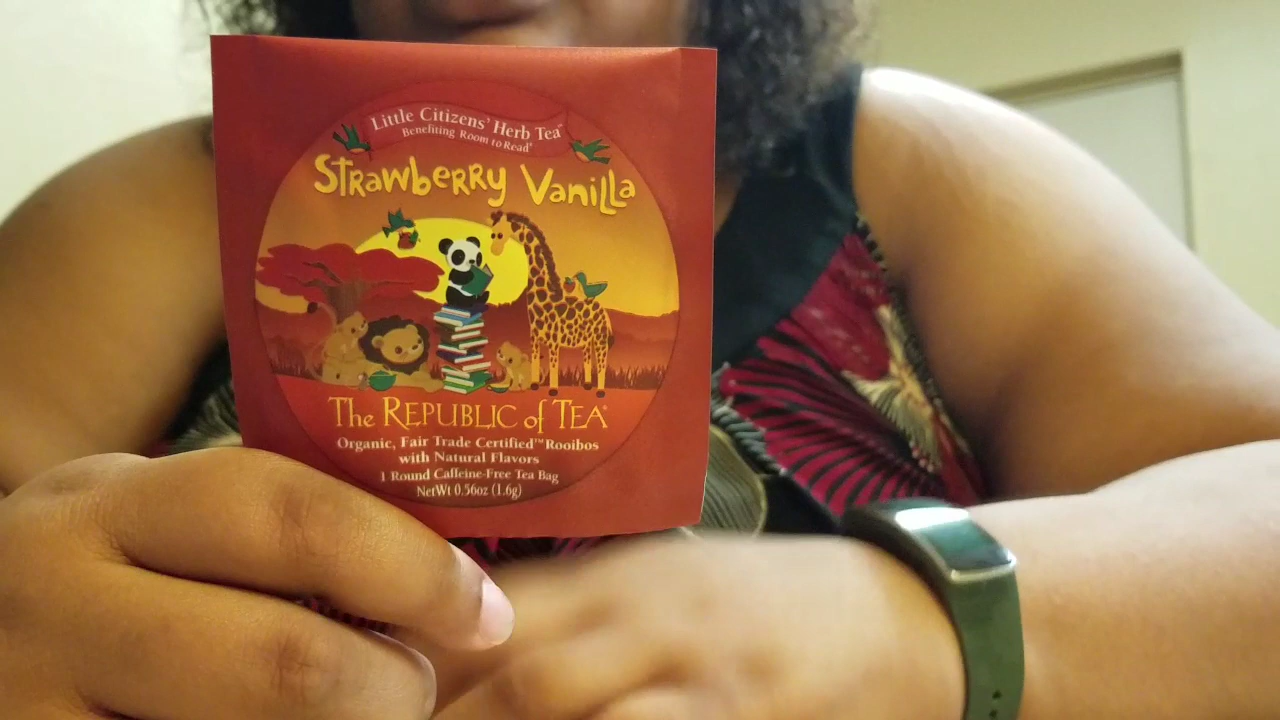 Little Citizens' Herb Tea®
Benefiting Room to Read®
Strawberry Vanilla
The REPUBLIC of TEA®
Organic, Fair Trade Certified™ Rooibos
with Natural Flavors
1 Round Caffeine-Free Tea Bag
NetWt 0.56oz (1.6g)